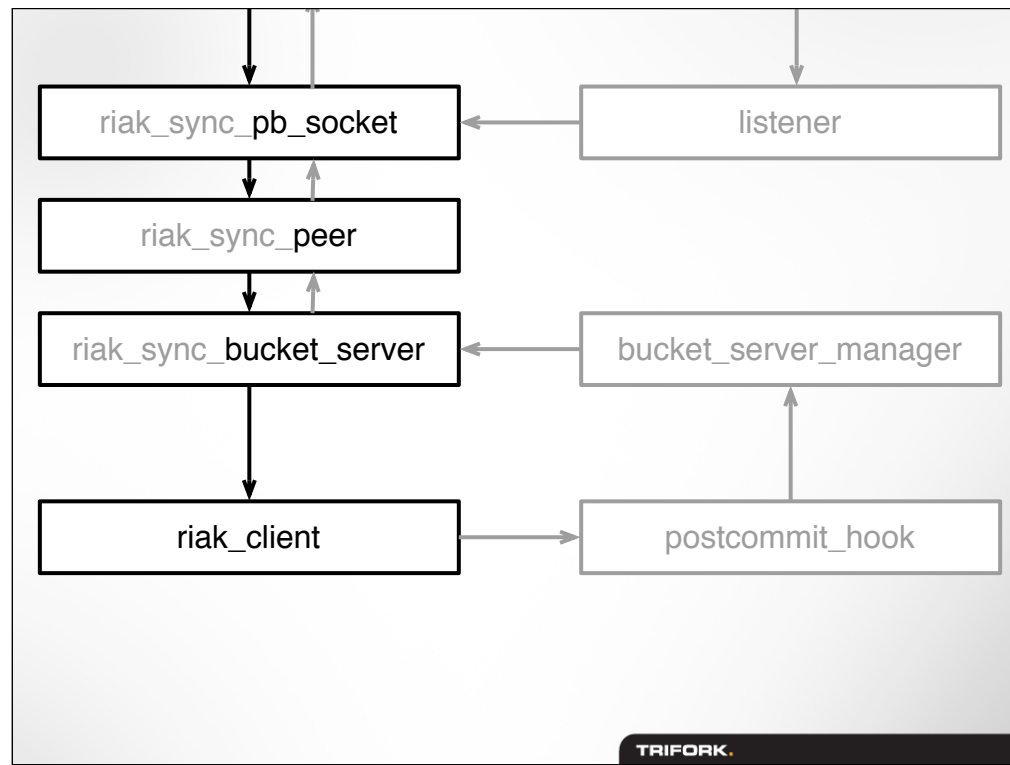 riak_sync_pb_socket
listener
riak_sync_peer
riak_sync_bucket_server
bucket_server_manager
riak_client
postcommit_hook
TRIFORK.